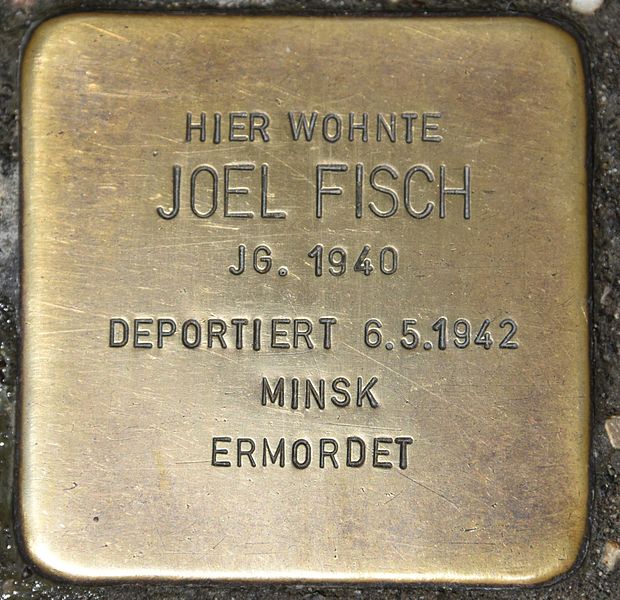 HIER WOHNTE
JOEL FISCH
JG. 1940
DEPORTIERT 6.5.1942
MINSK
ERMORDET